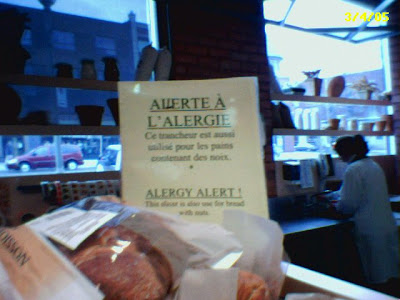 3/4/05
ALLERTE À
L'ALERGIE
Ce trancheur est aussi
utilisé pour les pains
contenant des noix.
ALERGY ALERT !
This slicer is also use for bread
with nuts.